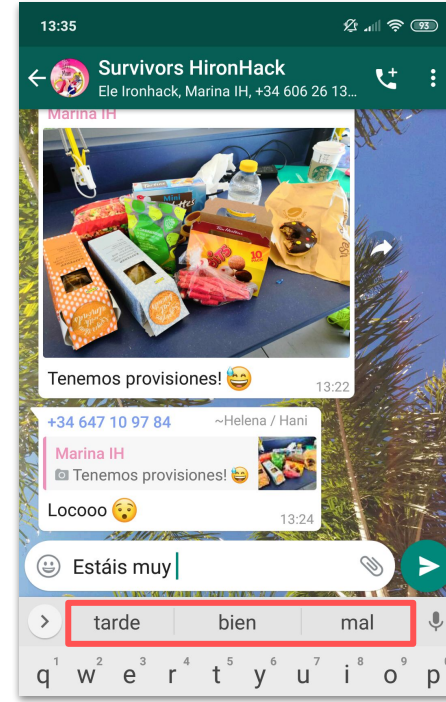 13:35
93
Survivors HironHack
Ele Ironhack, Marina IH, +34 606 26 13...
Marina IH
Mini
10
Tenemos provisiones! 😅
13:22
+34 647 10 97 84 ~Helena / Hani
Marina IH
Tenemos provisiones! 😅
Locooo 😯
13:24
Estáis muy
tarde bien mal
1 2 3 4 5 6 7 8 9
q w e r t y u i o p